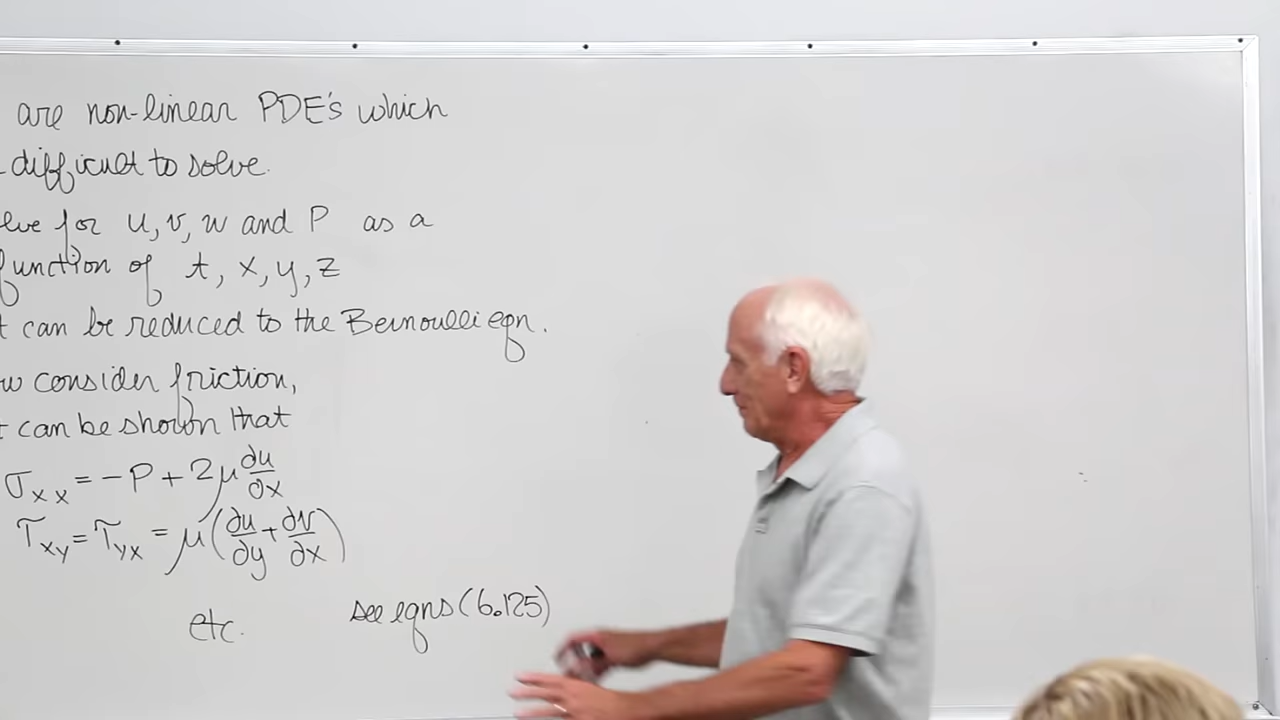 are non-linear PDE's which
difficult to solve.
for u, v, w and P as a
function of t, x, y, z
can be reduced to the Bernoulli eqn.
consider friction,
can be shown that
σxx = -P + 2μ ∂u/∂x
τxy = τyx = μ(∂u/∂y + ∂v/∂x)
etc. see eqns (6.125)